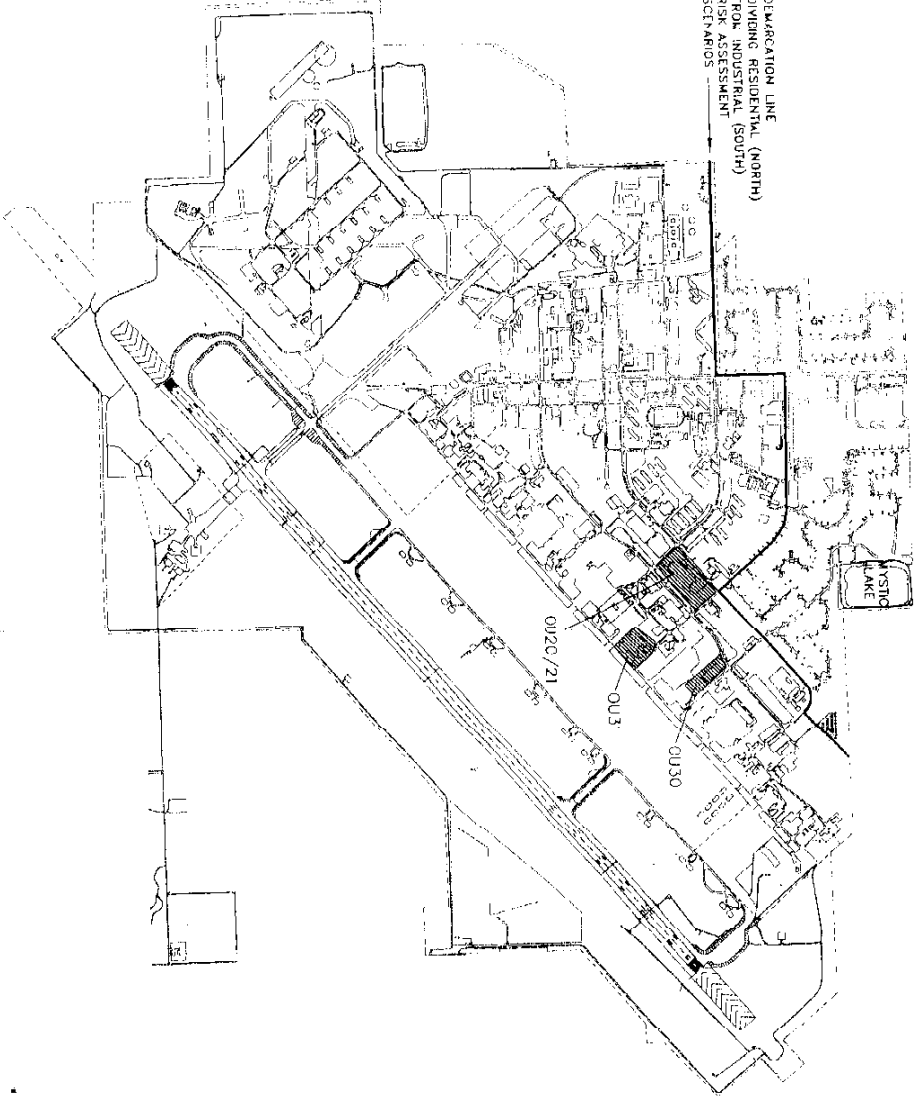 DEMARCATION LINE
DIVIDING RESIDENTIAL (NORTH)
FROM INDUSTRIAL (SOUTH)
RISK ASSESSMENT
SCENARIOS
MYSTIC
LAKE
OU20/21
OU3
OU30